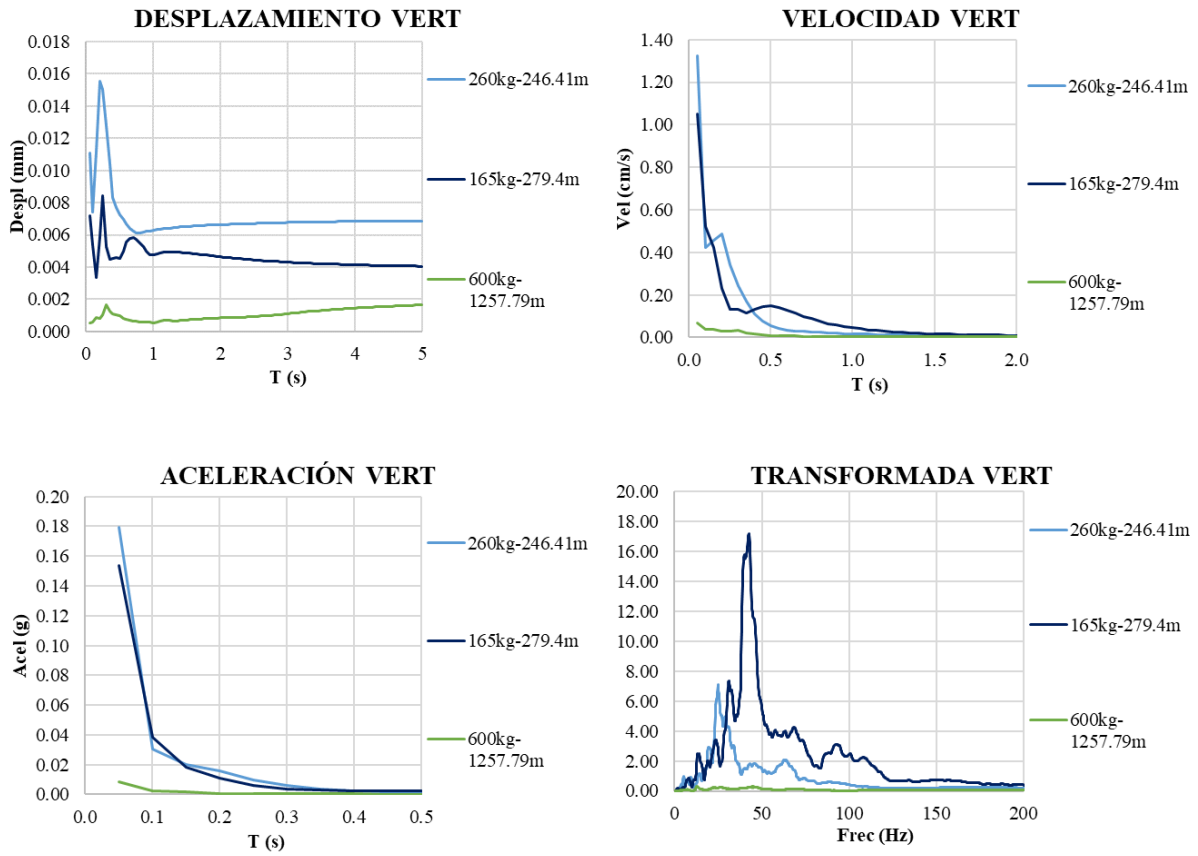 DESPLAZAMIENTO VERT
0.018
0.016
0.014
0.012
0.010
0.008
0.006
0.004
0.002
0.000
Despl (mm)
0
1
2
3
4
5
T (s)
260kg-246.41m
165kg-279.4m
600kg-
1257.79m
VELOCIDAD VERT
1.40
1.20
1.00
0.80
0.60
0.40
0.20
0.00
Vel (cm/s)
0.0
0.5
1.0
1.5
2.0
T (s)
260kg-246.41m
165kg-279.4m
600kg-
1257.79m
ACELERACIÓN VERT
0.20
0.18
0.16
0.14
0.12
0.10
0.08
0.06
0.04
0.02
0.00
Acel (g)
0.0
0.1
0.2
0.3
0.4
0.5
T (s)
260kg-246.41m
165kg-279.4m
600kg-
1257.79m
TRANSFORMADA VERT
20.00
18.00
16.00
14.00
12.00
10.00
8.00
6.00
4.00
2.00
0.00
0
50
100
150
200
Frec (Hz)
260kg-246.41m
165kg-279.4m
600kg-
1257.79m